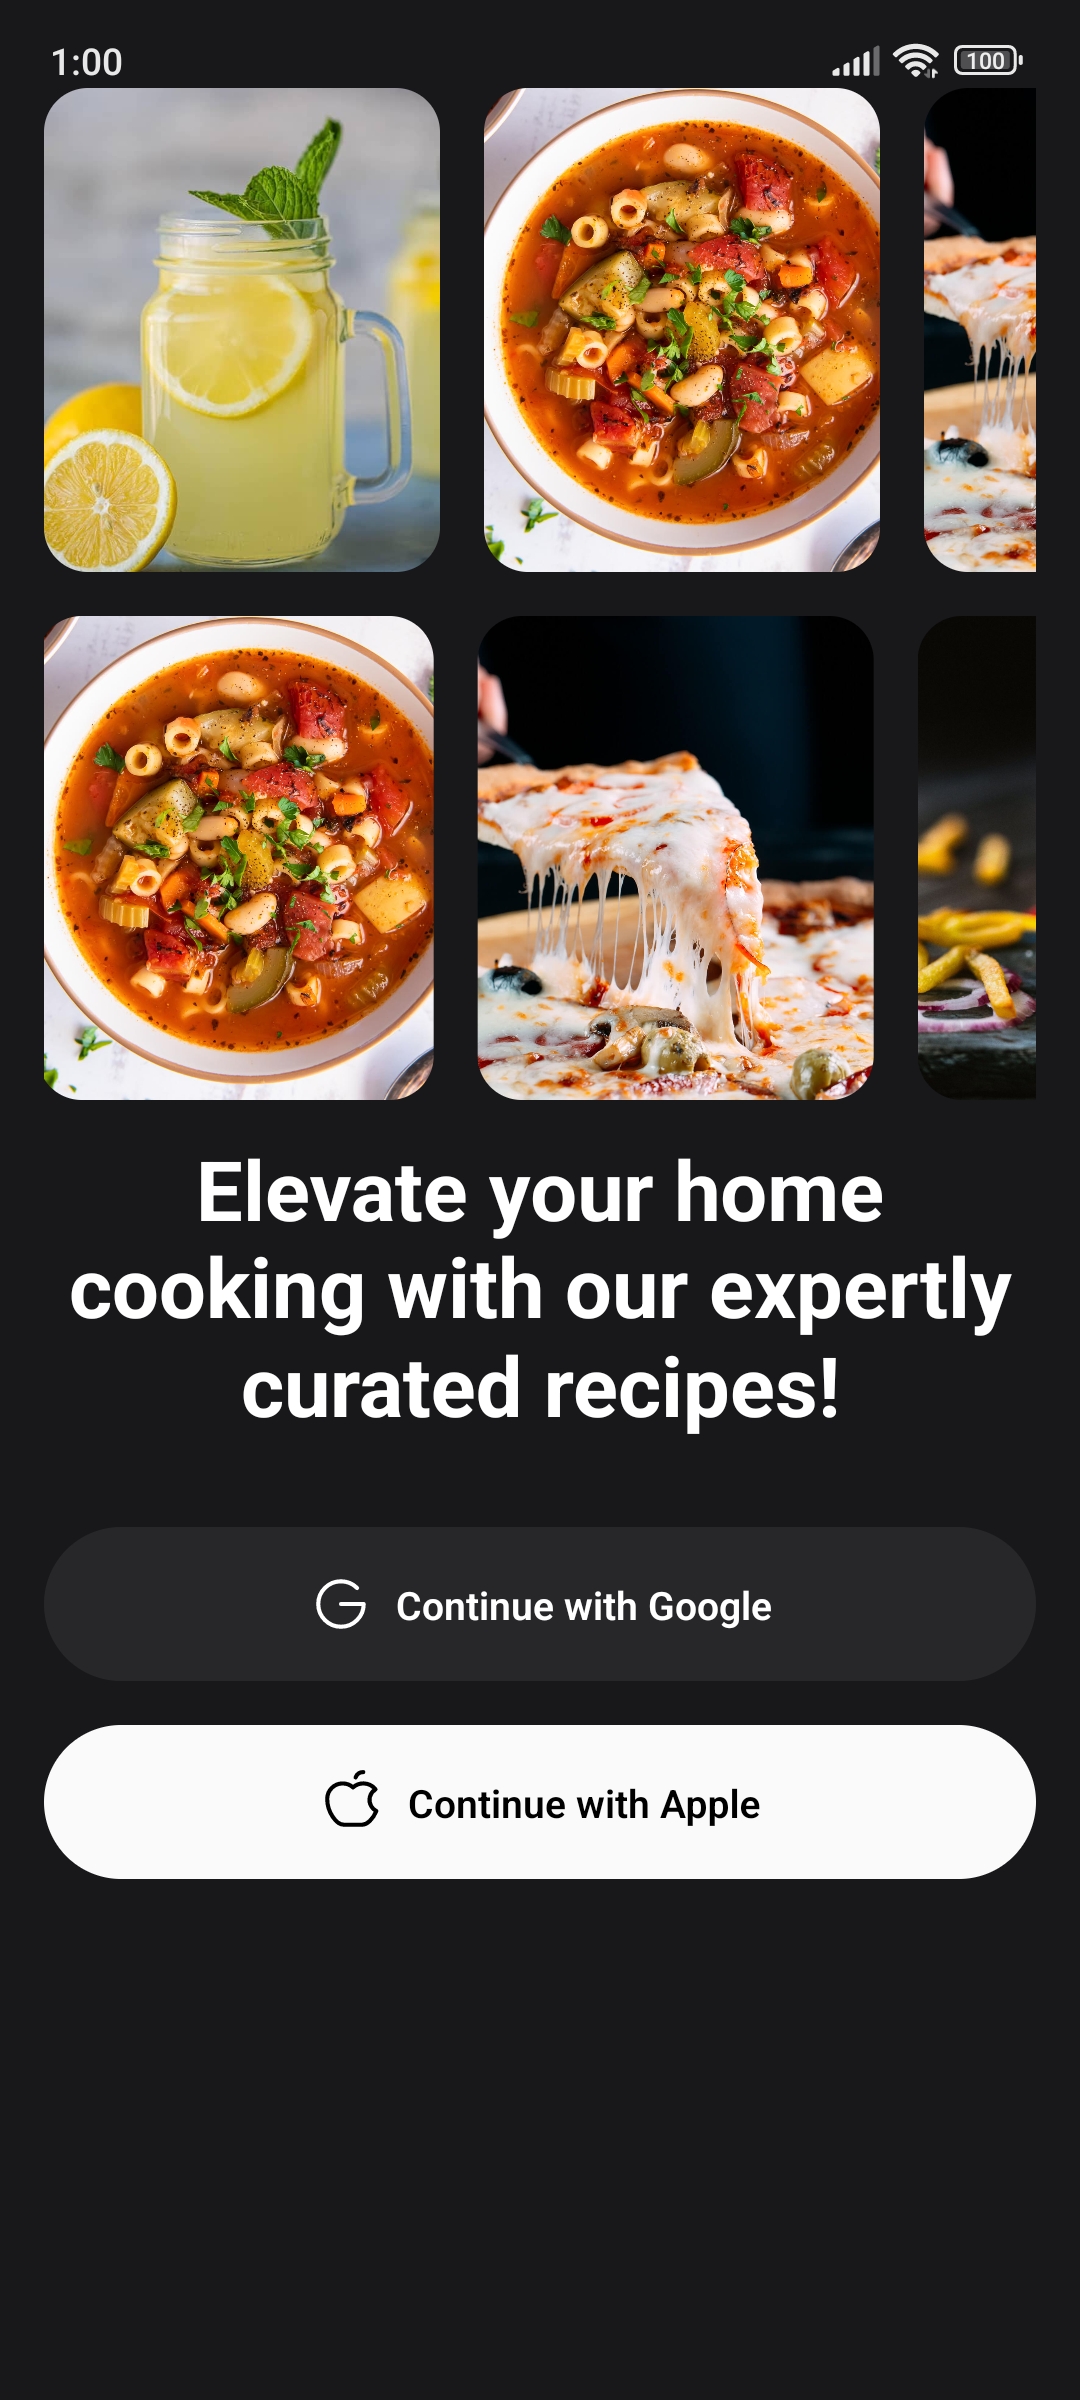 1:00
100
Elevate your home
cooking with our expertly
curated recipes!
Continue with Google
Continue with Apple